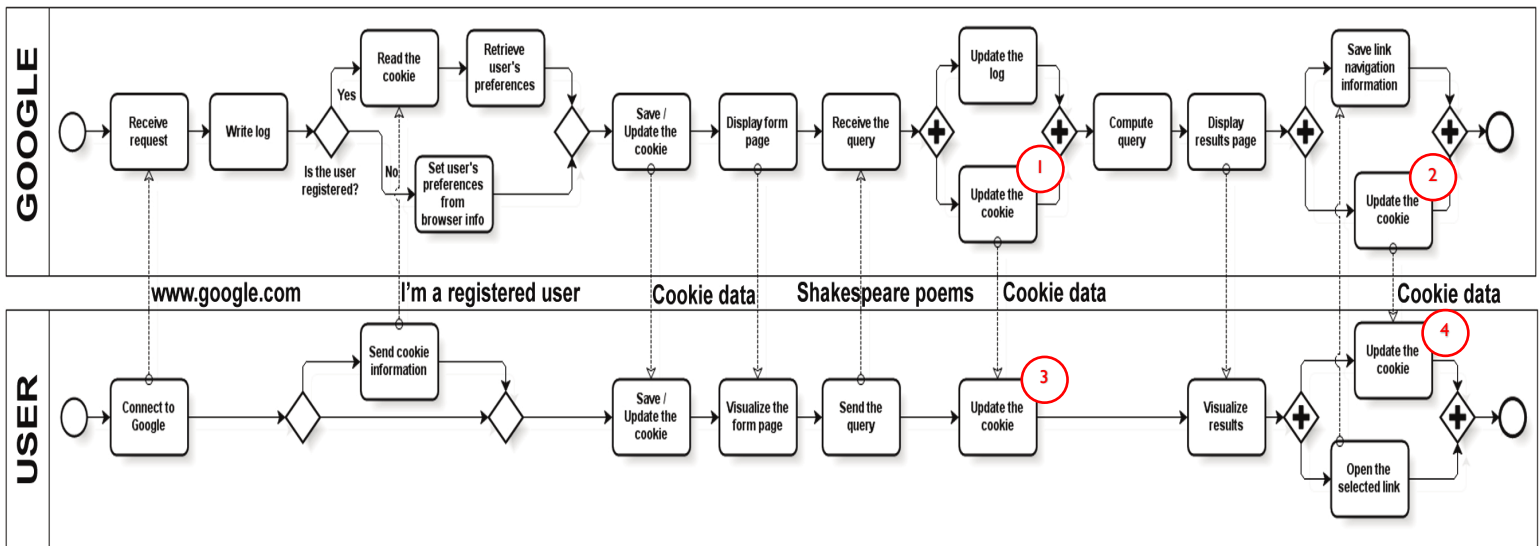 GOOGLE
Receive
request
Write log
Is the user
registered?
Yes
No
Read the
cookie
Retrieve
user's
preferences
Set user's
preferences
from
browser info
Save /
Update the
cookie
Display form
page
Receive the
query
Update the
log
Update the
cookie
1
Compute
query
Display
results page
Save link
navigation
information
Update the
cookie
2
www.google.com
I'm a registered user
Cookie data
Shakespeare poems
Cookie data
Cookie data
USER
Connect to
Google
Send cookie
information
Save /
Update the
cookie
Visualize the
form page
Send the
query
Update the
cookie
3
Visualize
results
Update the
cookie
4
Open the
selected link